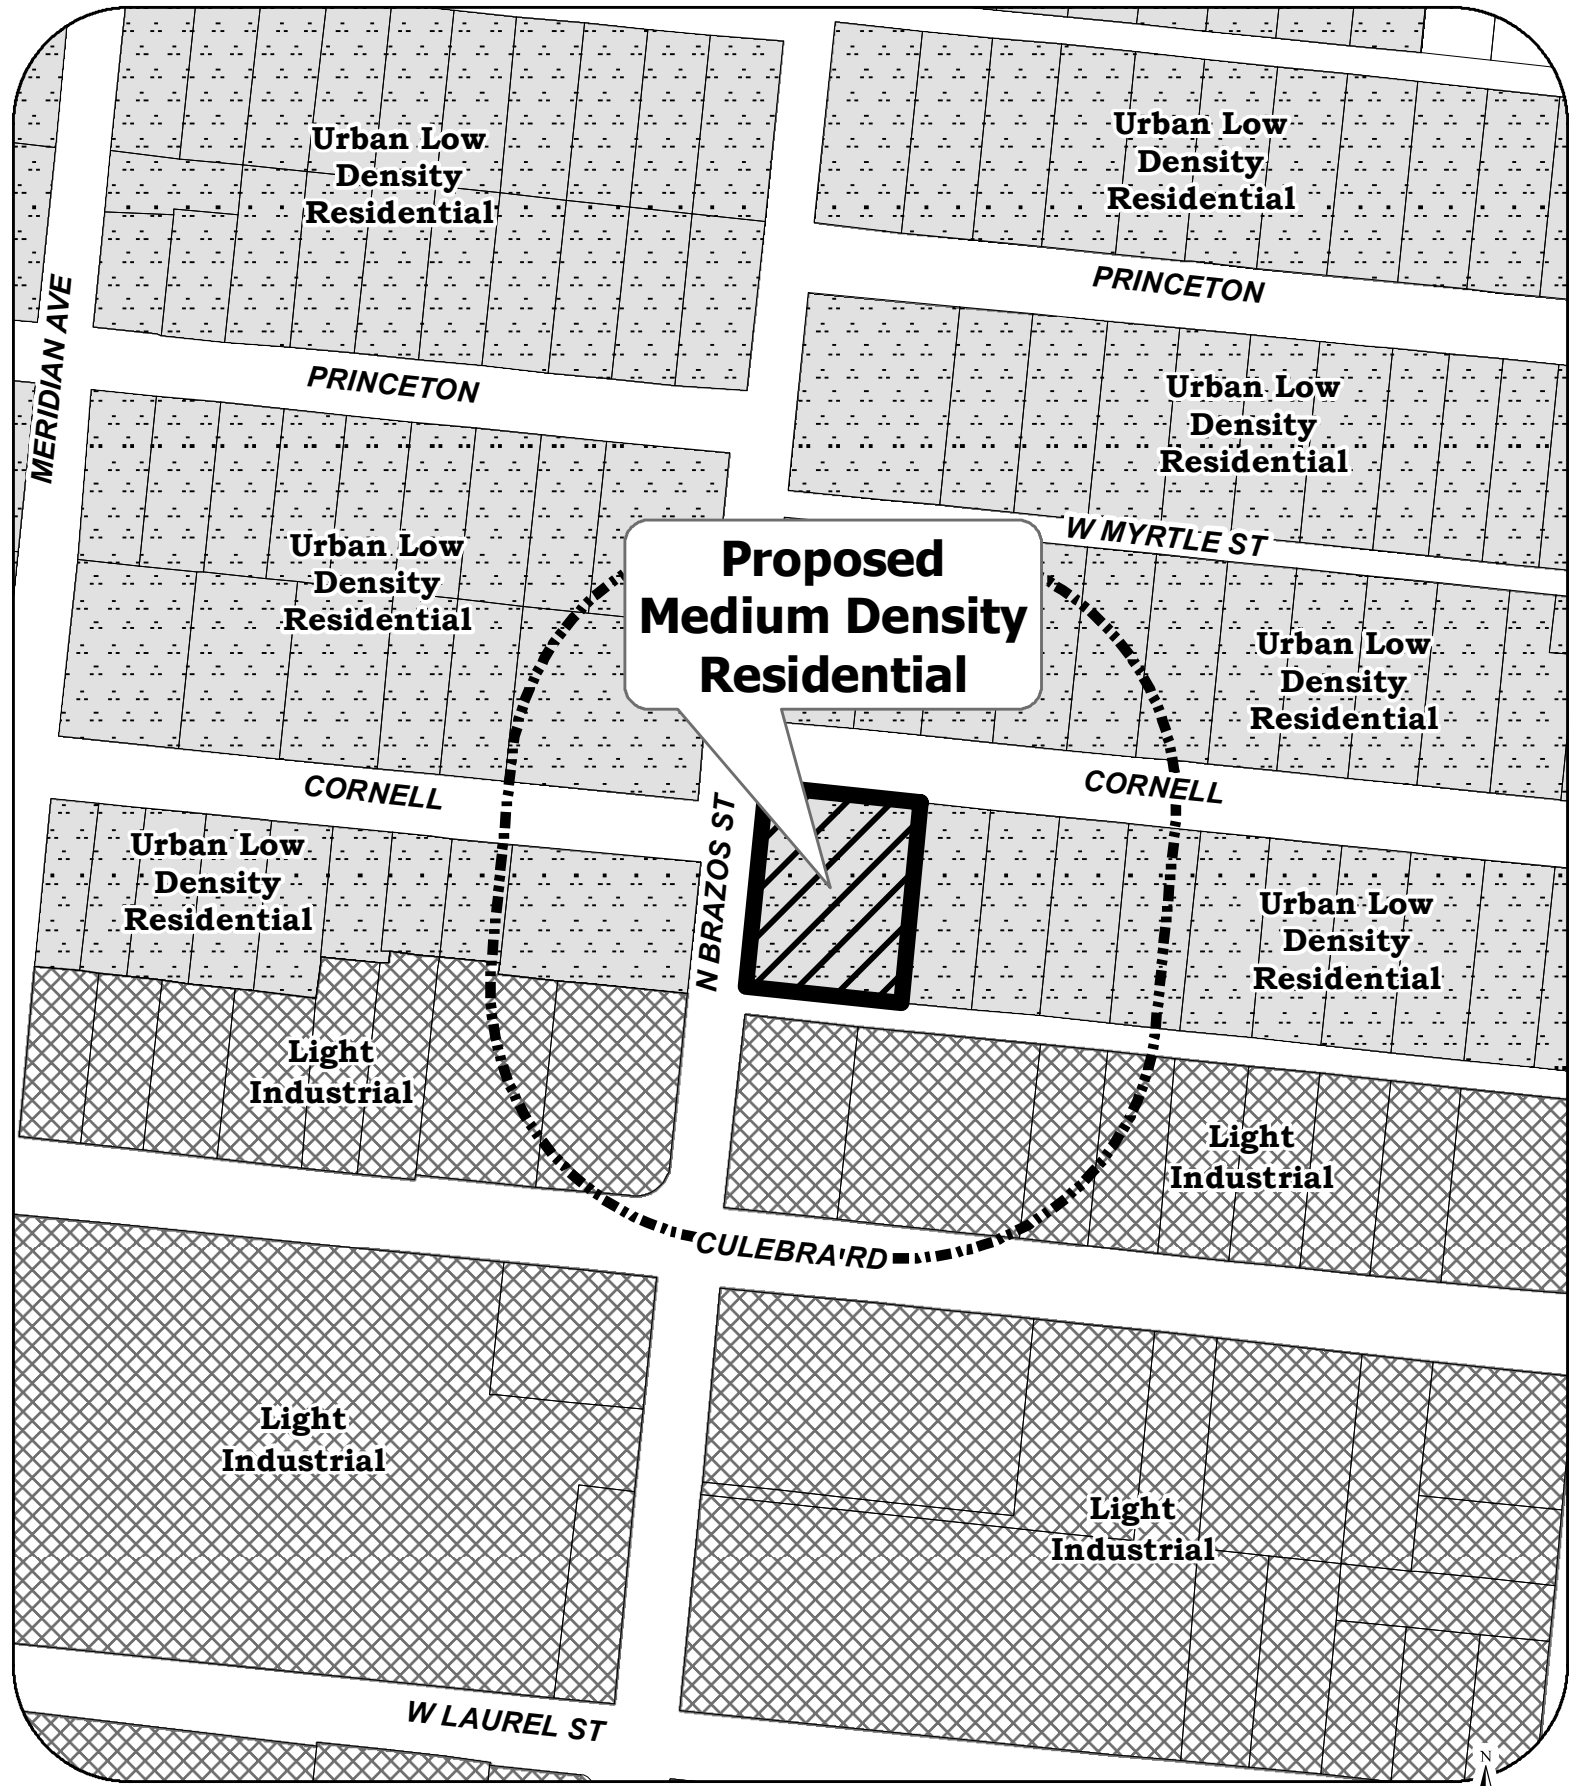 Urban Low
Density
Residential
Urban Low
Density
Residential
PRINCETON
MERIDIAN AVE
PRINCETON
Urban Low
Density
Residential
W MYRTLE ST
Urban Low
Density
Residential
Proposed
Medium Density
Residential
Urban Low
Density
Residential
CORNELL
CORNELL
N BRAZOS ST
Urban Low
Density
Residential
Urban Low
Density
Residential
Light
Industrial
Light
Industrial
CULEBRA RD
Light
Industrial
Light
Industrial
W LAUREL ST
N